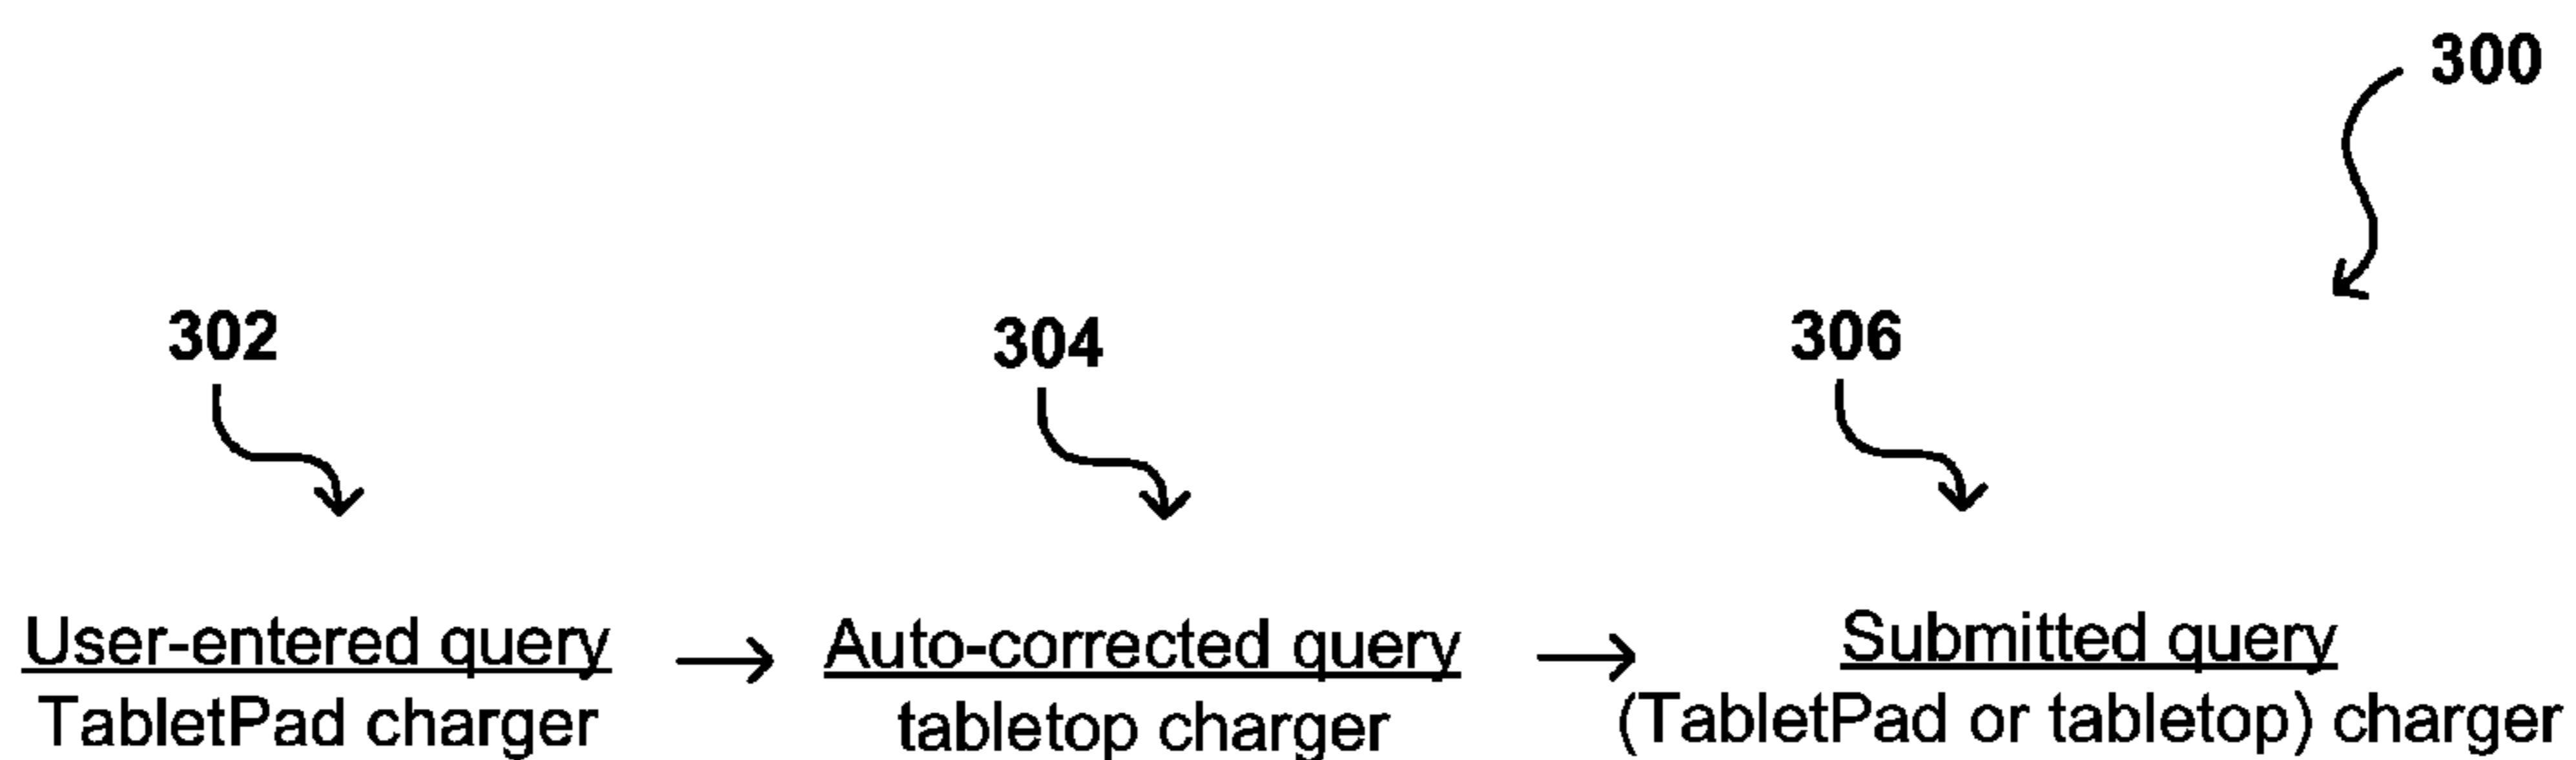 300
302
304
306
User-entered query → Auto-corrected query → Submitted query
TabletPad charger tabletop charger (TabletPad or tabletop) charger